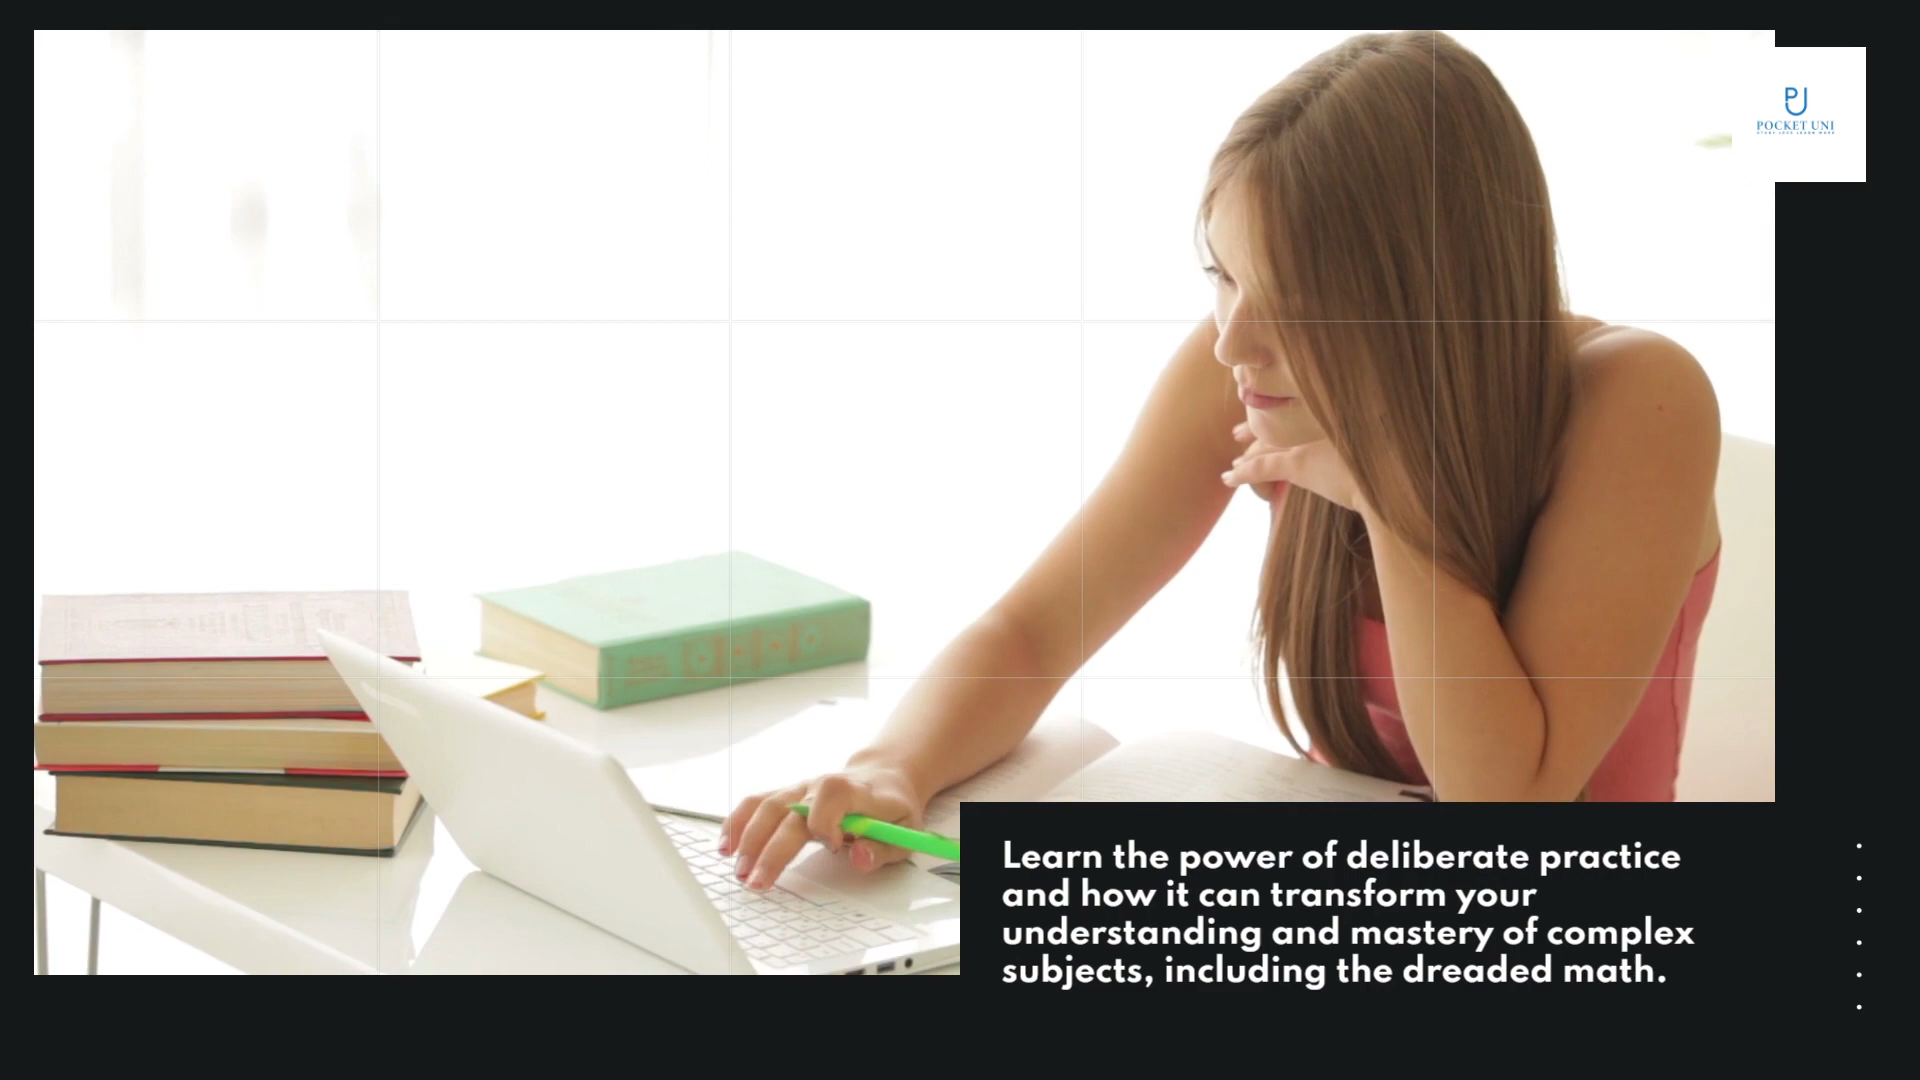 POCKET UNI
Learn the power of deliberate practice
and how it can transform your
understanding and mastery of complex
subjects, including the dreaded math.